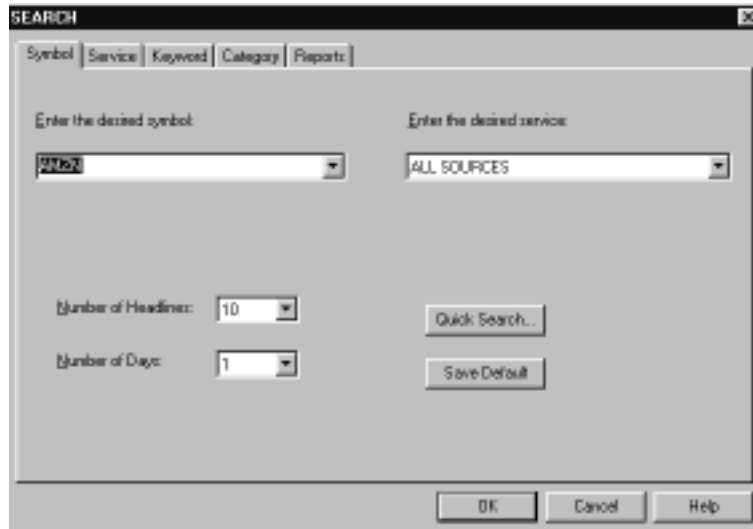 SEARCH
Symbol Service Keyword Category Reports
Enter the desired symbol: Enter the desired service:
AMZN ALL SOURCES
Number of Headlines: 10
Quick Search...
Number of Days: 1
Save Default
OK Cancel Help